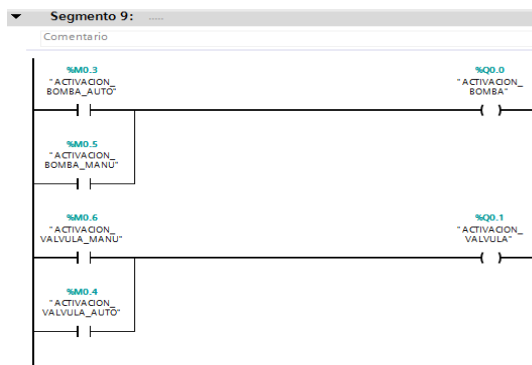 Segmento 9: .....
Comentario
%M0.3
"ACTIVACION_
BOMBA_AUTO"
%Q0.0
"ACTIVACION_
BOMBA"
%M0.5
"ACTIVACION_
BOMBA_MANU"
%M0.6
"ACTIVACION_
VALVULA_MANU"
%Q0.1
"ACTIVACION_
VALVULA"
%M0.4
"ACTIVACION_
VALVULA_AUTO"